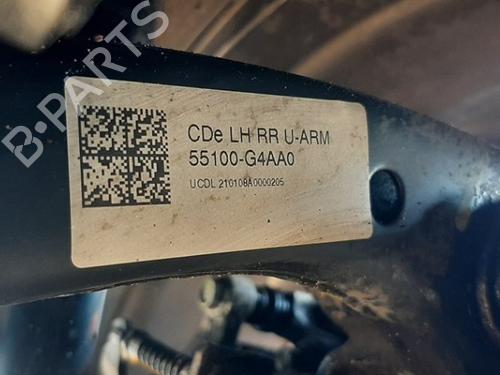 B-PARTS
CDe LH RR U-ARM
55100-G4AA0
UCDL 210108A0000205